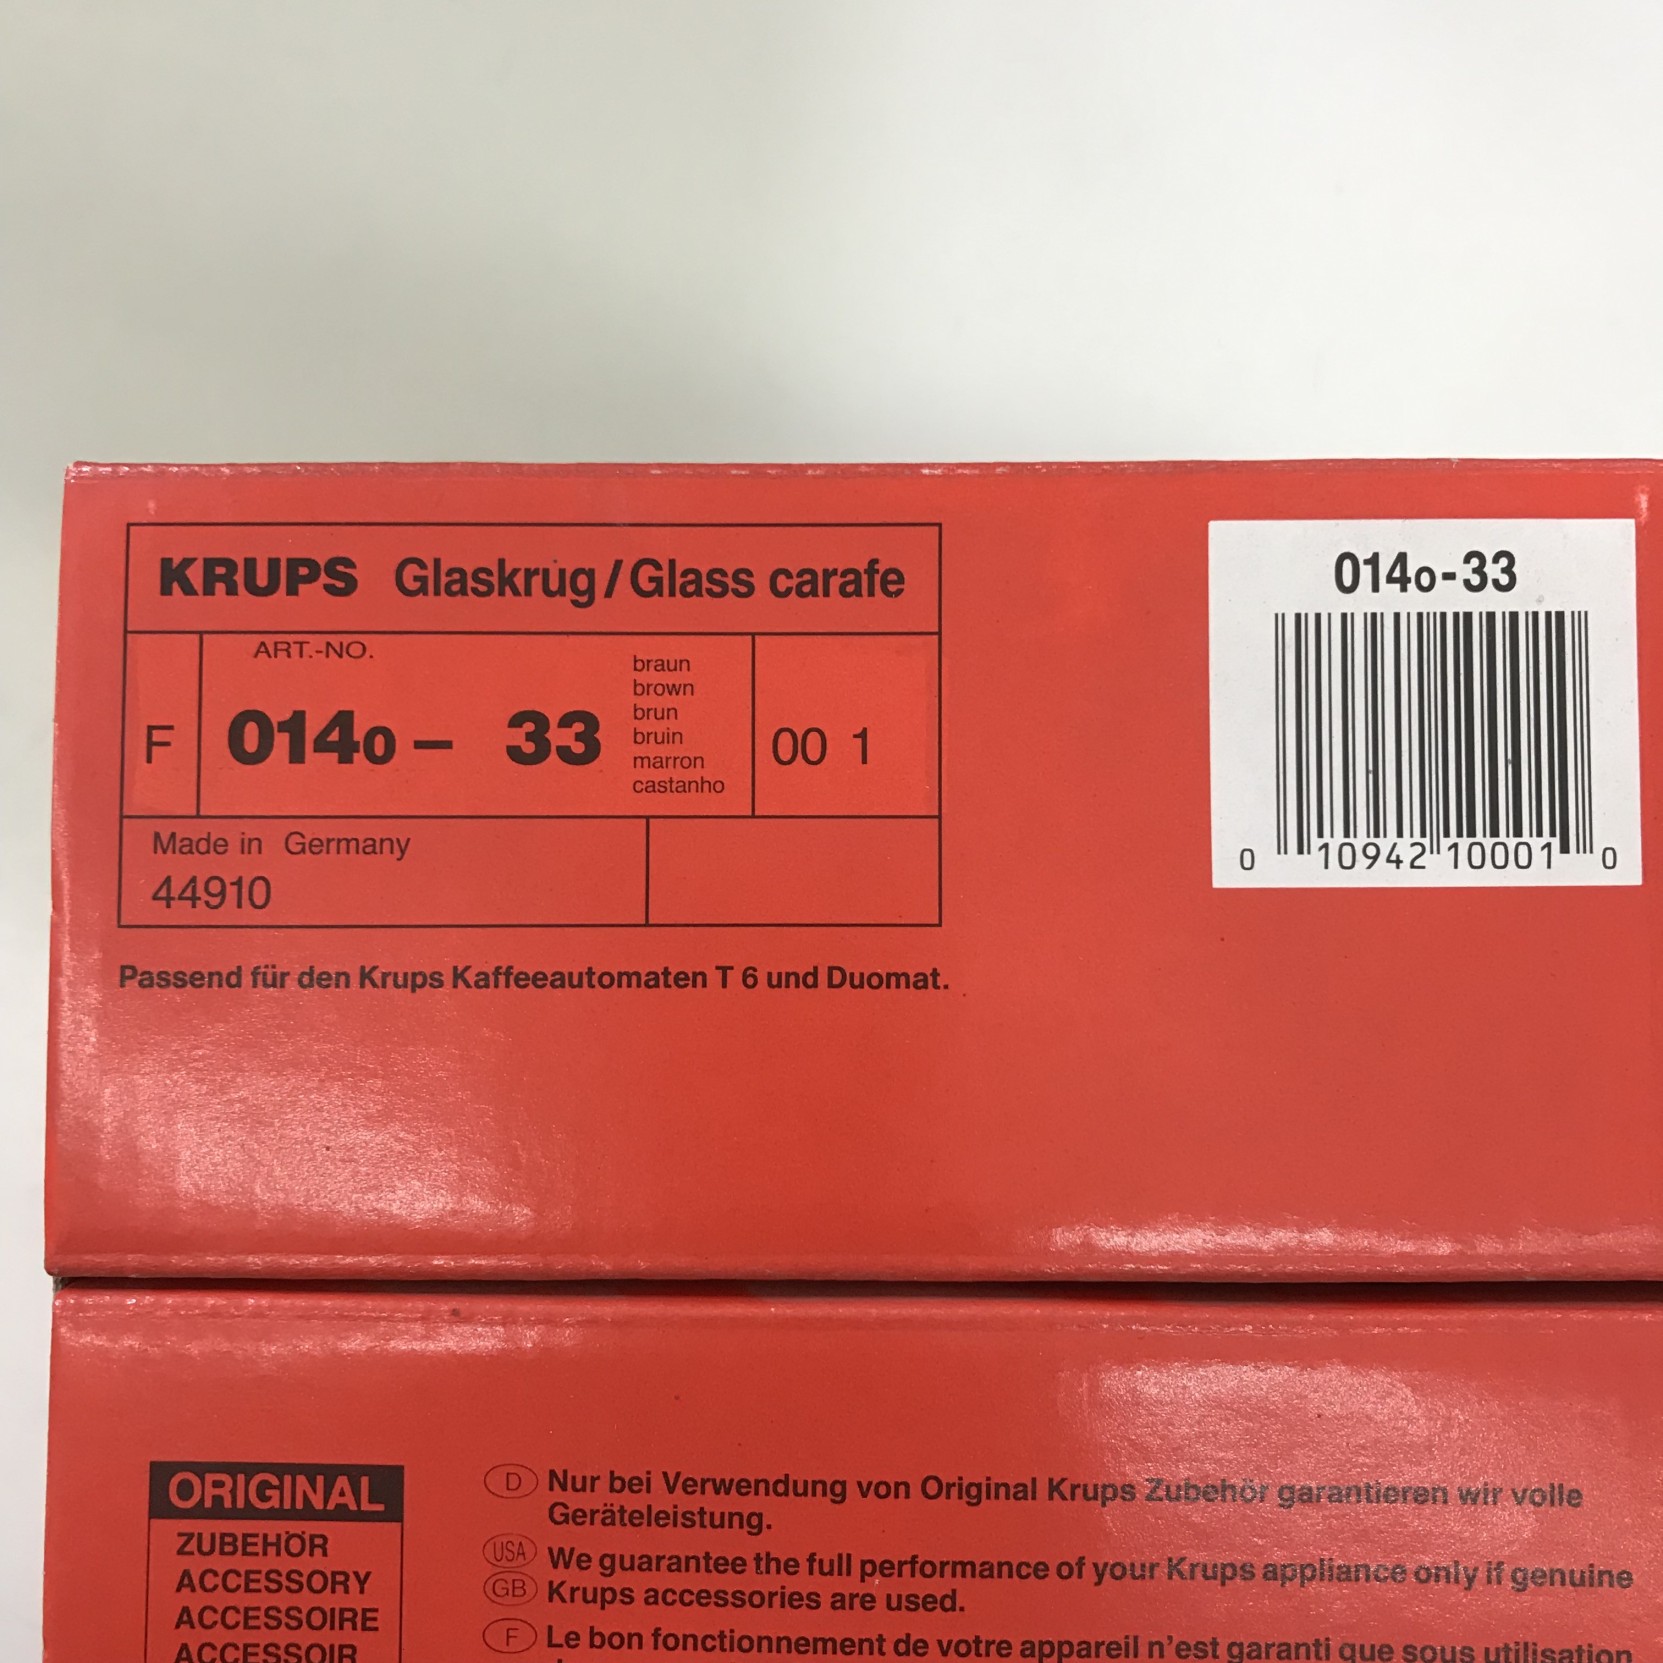 KRUPS Glaskrug / Glass carafe
ART.-NO.
F 014o - 33
braun
brown
brun
bruin
marron
castanho
00 1
Made in Germany
44910
Passend für den Krups Kaffeeautomaten T 6 und Duomat.
014o-33
0 10942 10001 0
ORIGINAL
ZUBEHÖR
ACCESSORY
ACCESSOIRE
ACCESSOIR
D Nur bei Verwendung von Original Krups Zubehör garantieren wir volle
Geräteleistung.
USA We guarantee the full performance of your Krups appliance only if genuine
GB Krups accessories are used.
F Le bon fonctionnement de votre appareil n'est garanti que sous utilisation